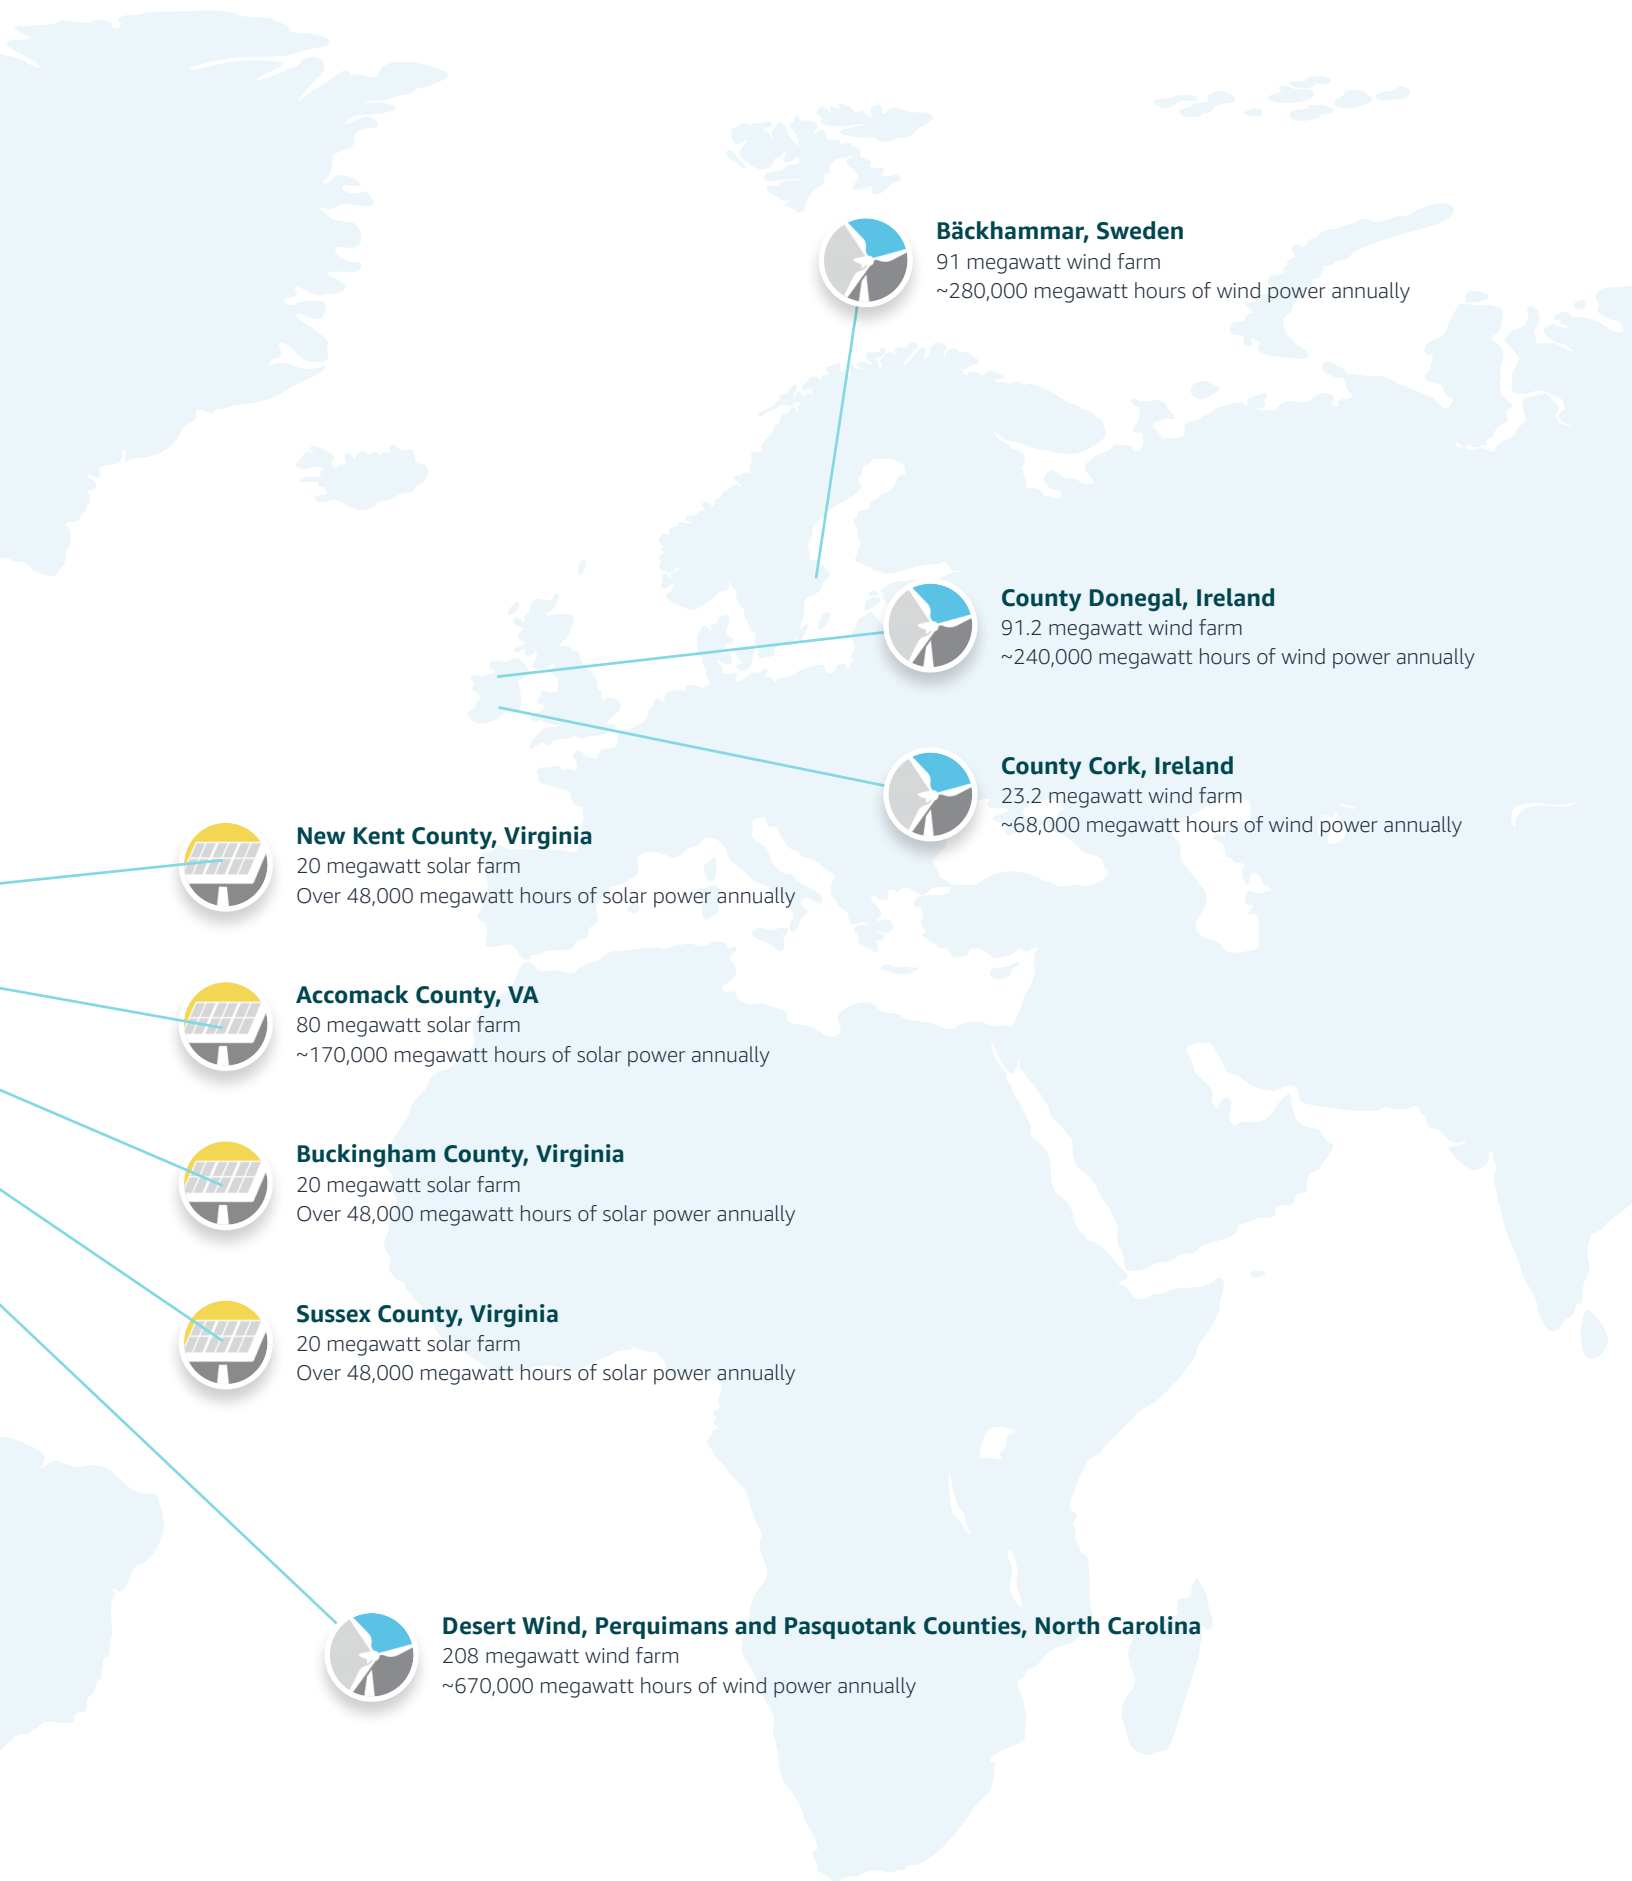 Bäckhammar, Sweden
91 megawatt wind farm
~280,000 megawatt hours of wind power annually
County Donegal, Ireland
91.2 megawatt wind farm
~240,000 megawatt hours of wind power annually
County Cork, Ireland
23.2 megawatt wind farm
~68,000 megawatt hours of wind power annually
New Kent County, Virginia
20 megawatt solar farm
Over 48,000 megawatt hours of solar power annually
Accomack County, VA
80 megawatt solar farm
~170,000 megawatt hours of solar power annually
Buckingham County, Virginia
20 megawatt solar farm
Over 48,000 megawatt hours of solar power annually
Sussex County, Virginia
20 megawatt solar farm
Over 48,000 megawatt hours of solar power annually
Desert Wind, Perquimans and Pasquotank Counties, North Carolina
208 megawatt wind farm
~670,000 megawatt hours of wind power annually